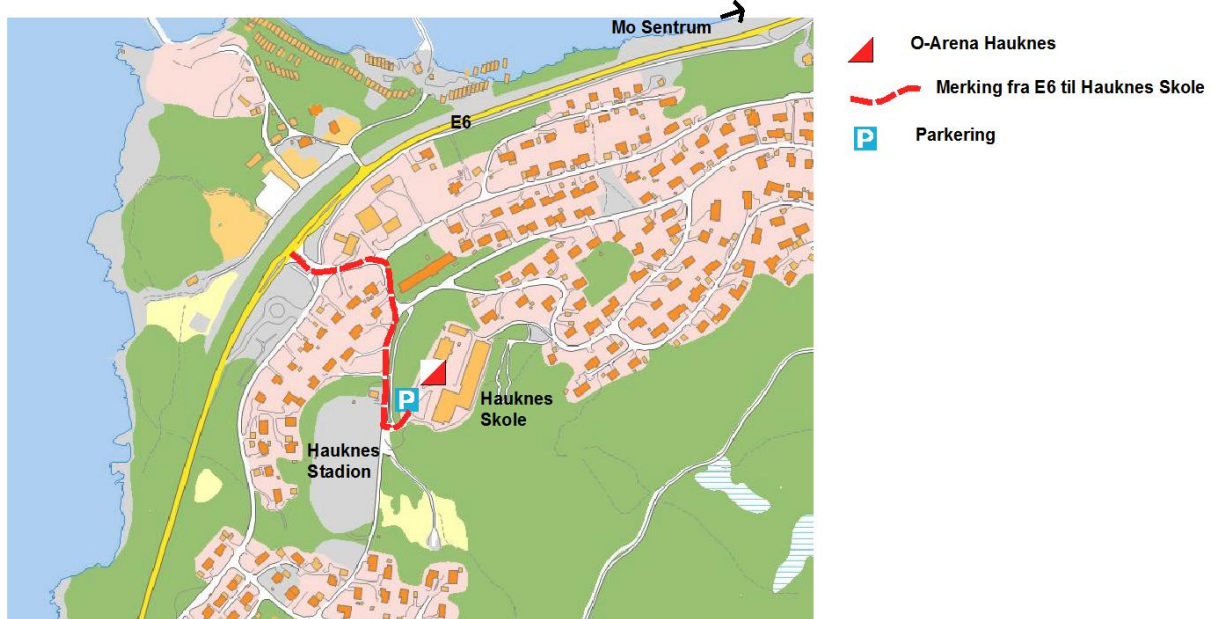 Mo Sentrum
E6
Hauknes
Skole
Hauknes
Stadion
P
O-Arena Hauknes
Merking fra E6 til Hauknes Skole
P
Parkering